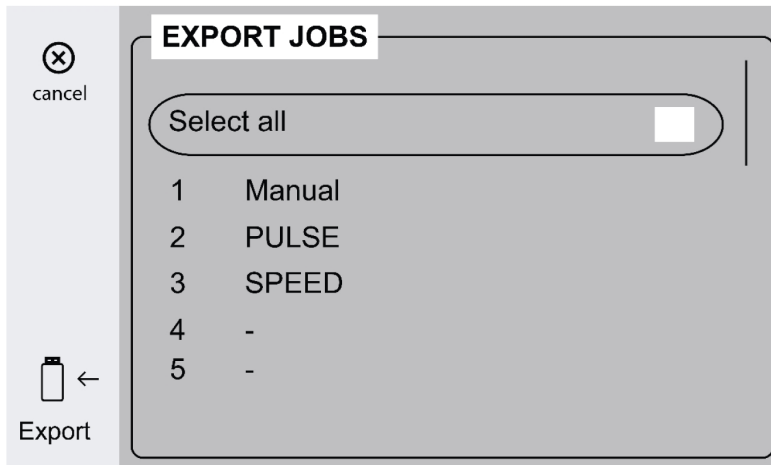 cancel
Export
EXPORT JOBS
Select all
1 Manual
2 PULSE
3 SPEED
4 -
5 -